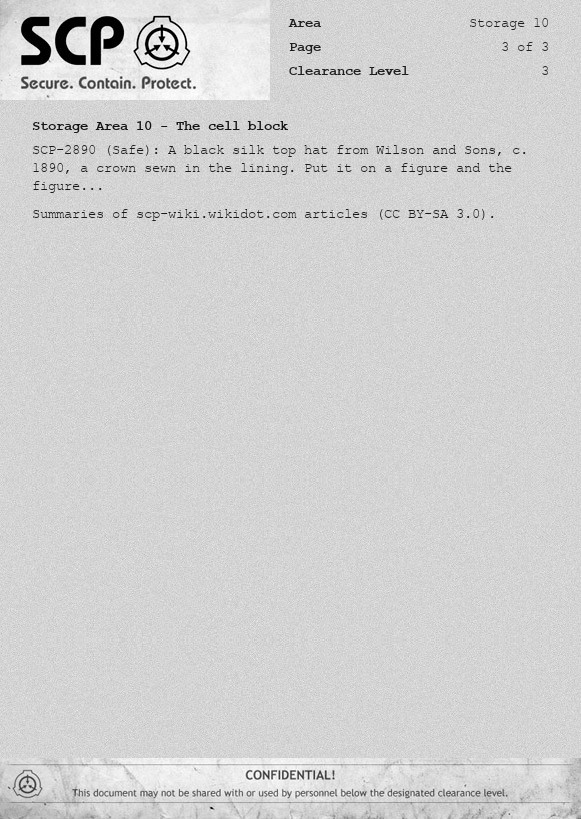 SCP
Secure. Contain. Protect.
Area Storage 10
Page 3 of 3
Clearance Level 3
Storage Area 10 - The cell block
SCP-2890 (Safe): A black silk top hat from Wilson and Sons, c.
1890, a crown sewn in the lining. Put it on a figure and the
figure...
Summaries of scp-wiki.wikidot.com articles (CC BY-SA 3.0).
CONFIDENTIAL!
This document may not be shared with or used by personnel below the designated clearance level.